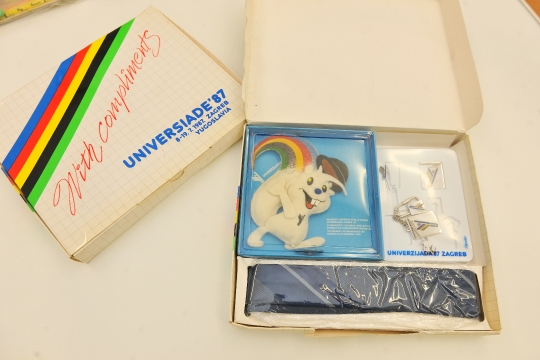 With compliments
UNIVERSIADE '87
8-19. 7. 1987. ZAGREB
YUGOSLAVIA
UNIVERZIJADA '87 ZAGREB